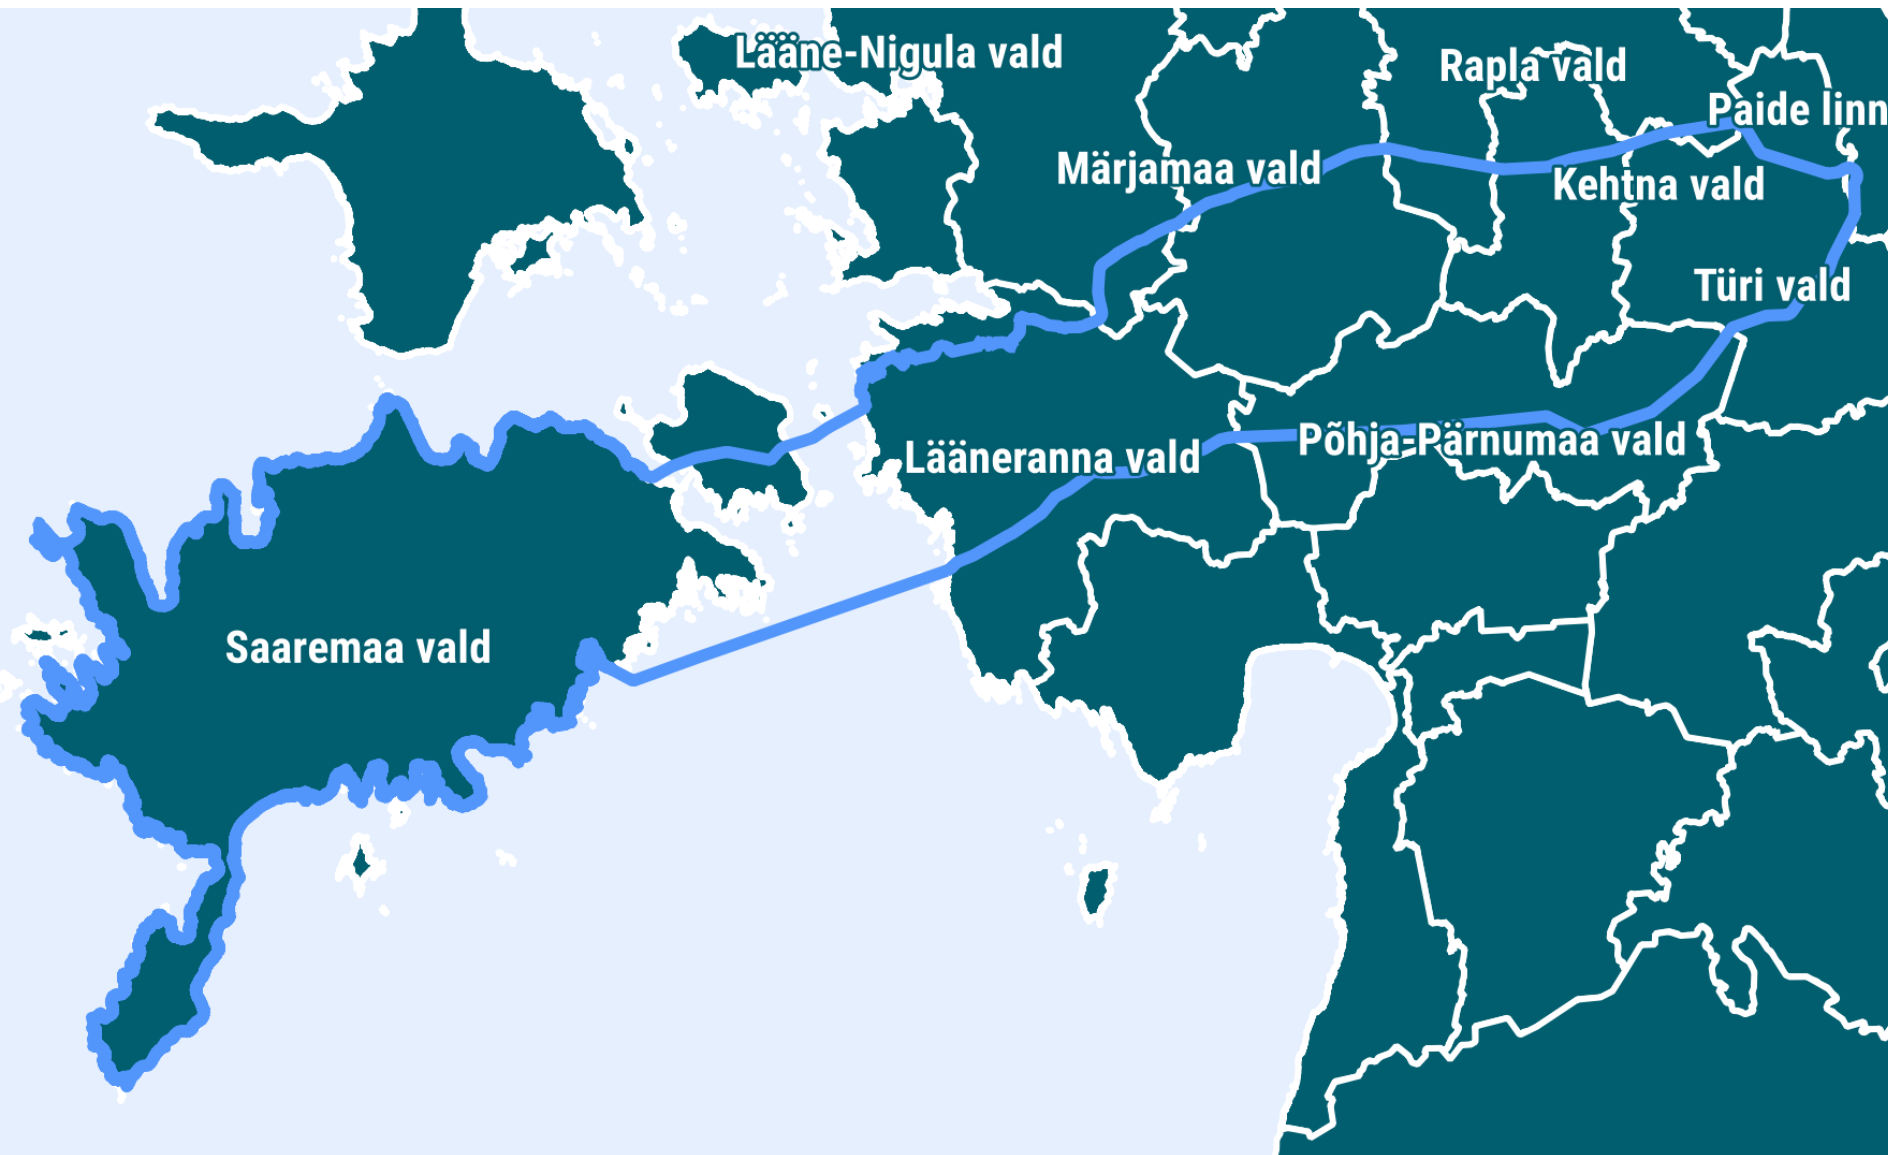 Lääne-Nigula vald
Rapla vald
Paide linn
Märjamaa vald
Kehtna vald
Türi vald
Põhja-Pärnumaa vald
Lääneranna vald
Saaremaa vald